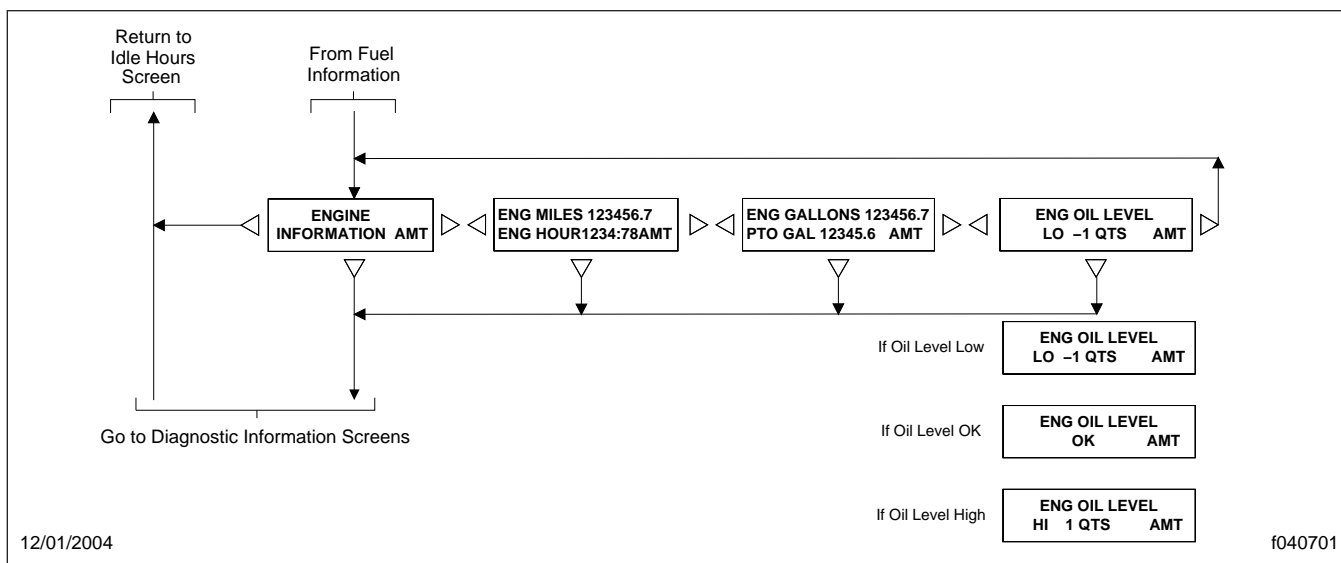 Return to
Idle Hours
Screen
From Fuel
Information
ENGINE
INFORMATION AMT
ENG MILES 123456.7
ENG HOUR1234:78AMT
ENG GALLONS 123456.7
PTO GAL 12345.6 AMT
ENG OIL LEVEL
LO –1 QTS AMT
If Oil Level Low
ENG OIL LEVEL
LO –1 QTS AMT
Go to Diagnostic Information Screens
If Oil Level OK
ENG OIL LEVEL
OK AMT
If Oil Level High
ENG OIL LEVEL
HI 1 QTS AMT
12/01/2004
f040701